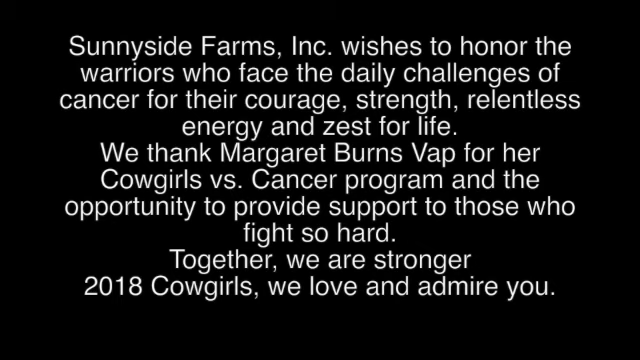 Sunnyside Farms, Inc. wishes to honor the
warriors who face the daily challenges of
cancer for their courage, strength, relentless
energy and zest for life.
We thank Margaret Burns Vap for her
Cowgirls vs. Cancer program and the
opportunity to provide support to those who
fight so hard.
Together, we are stronger
2018 Cowgirls, we love and admire you.